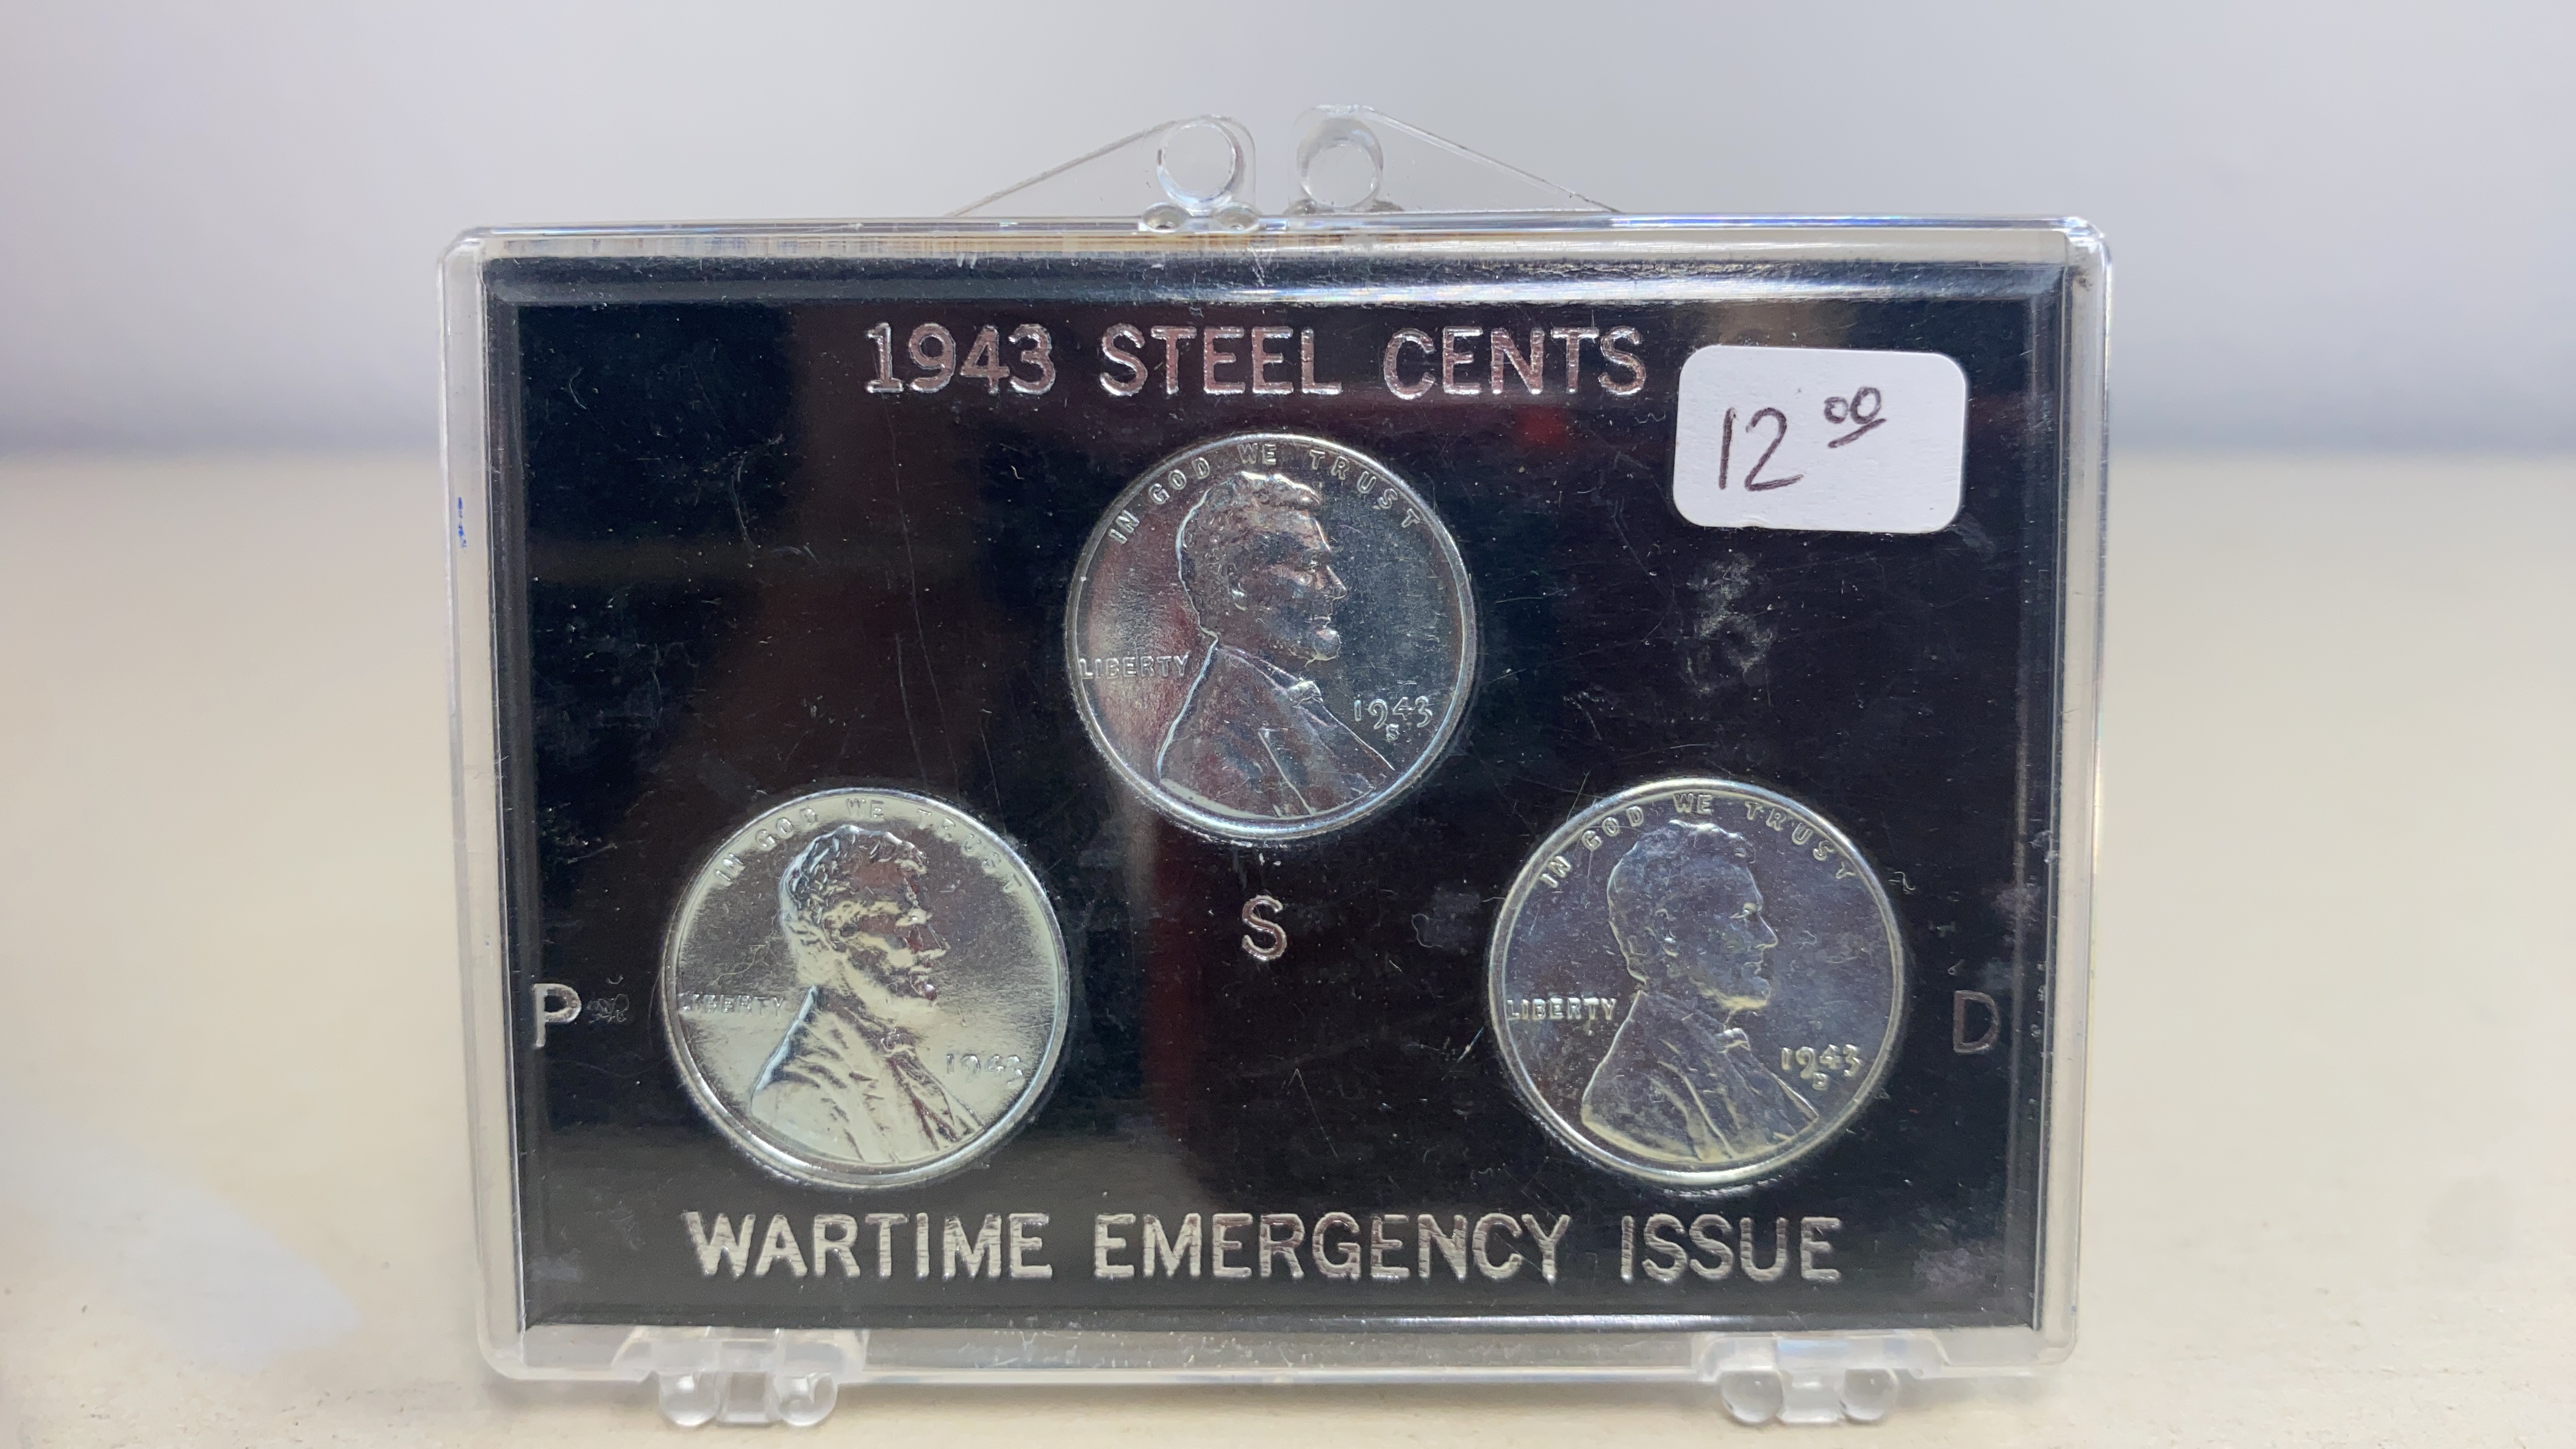 1943 STEEL CENTS
12 00
IN GOD WE TRUST
LIBERTY
1943
S
S
IN GOD WE TRUST
LIBERTY
1943
P
IN GOD WE TRUST
LIBERTY
1943
D
D
WARTIME EMERGENCY ISSUE